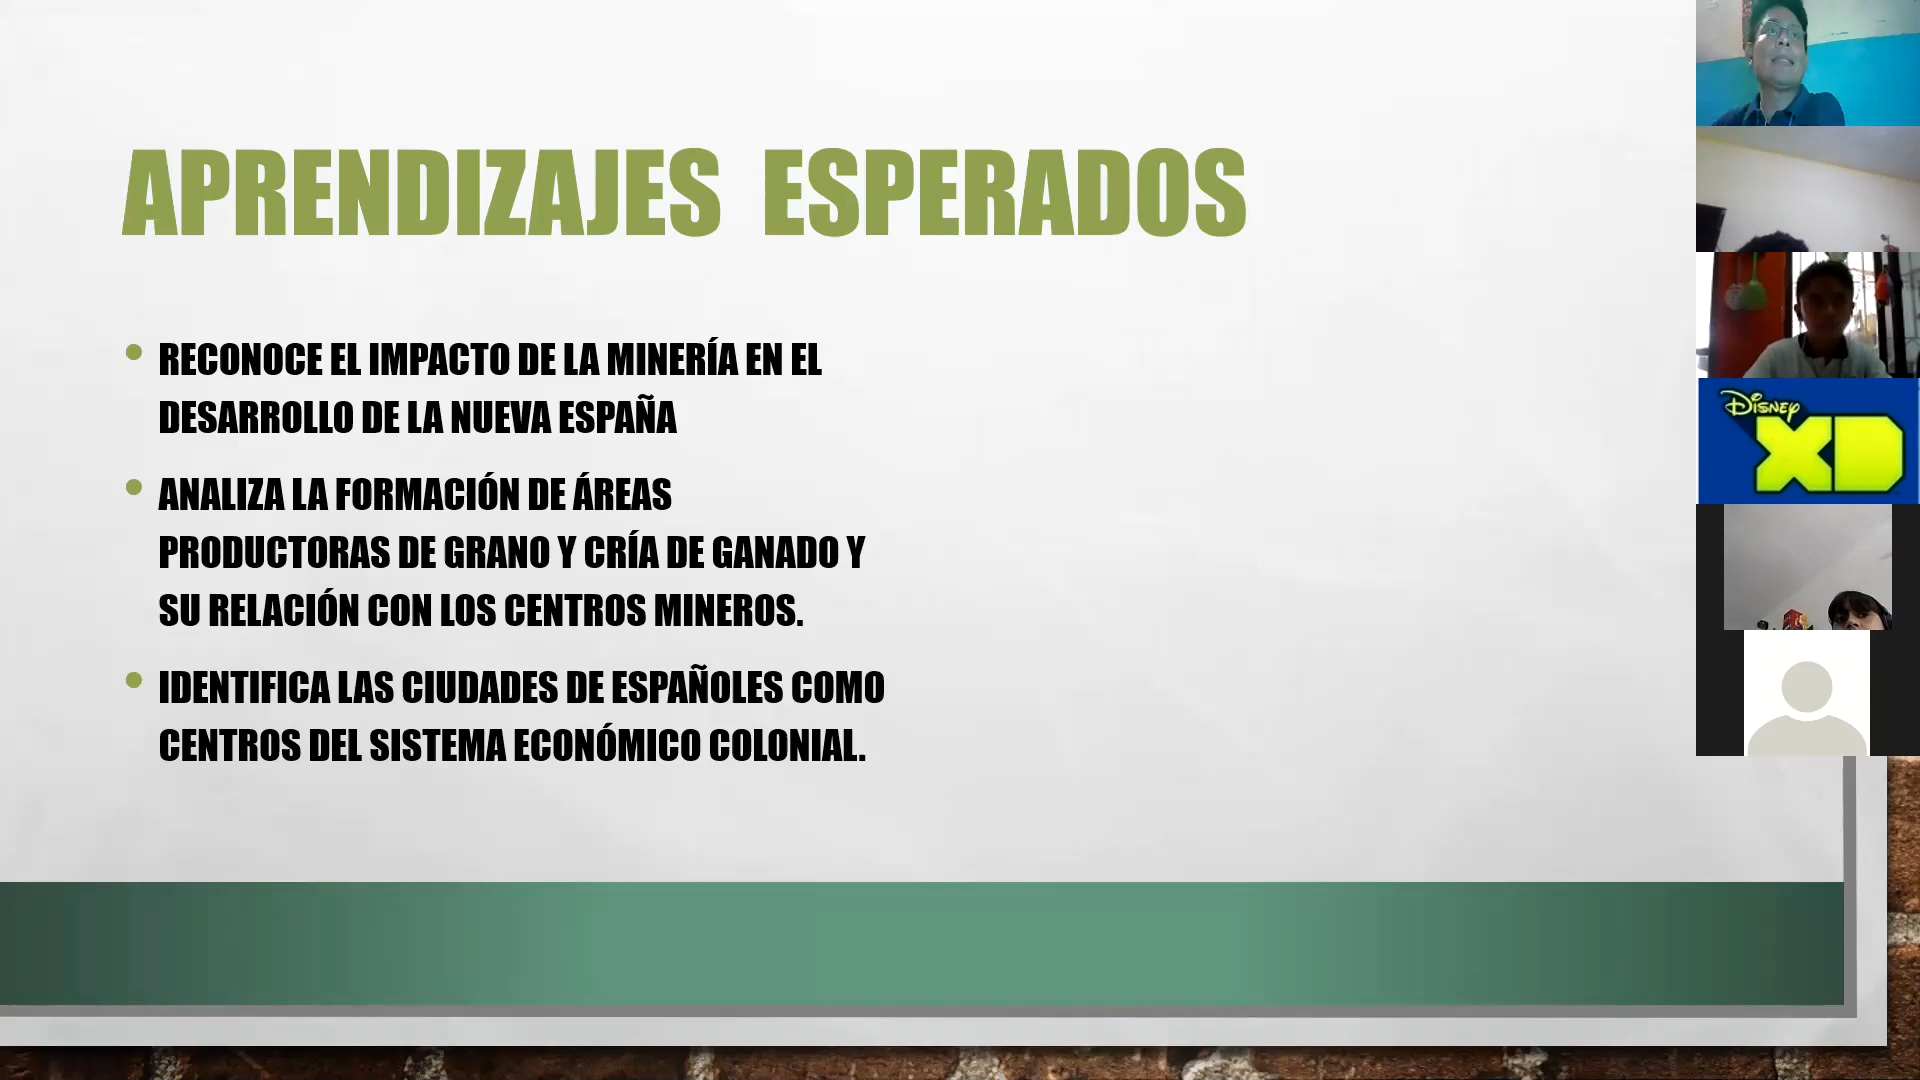 APRENDIZAJES ESPERADOS
RECONOCE EL IMPACTO DE LA MINERÍA EN EL
DESARROLLO DE LA NUEVA ESPAÑA
ANALIZA LA FORMACIÓN DE ÁREAS
PRODUCTORAS DE GRANO Y CRÍA DE GANADO Y
SU RELACIÓN CON LOS CENTROS MINEROS.
IDENTIFICA LAS CIUDADES DE ESPAÑOLES COMO
CENTROS DEL SISTEMA ECONÓMICO COLONIAL.
DISNEY
XD